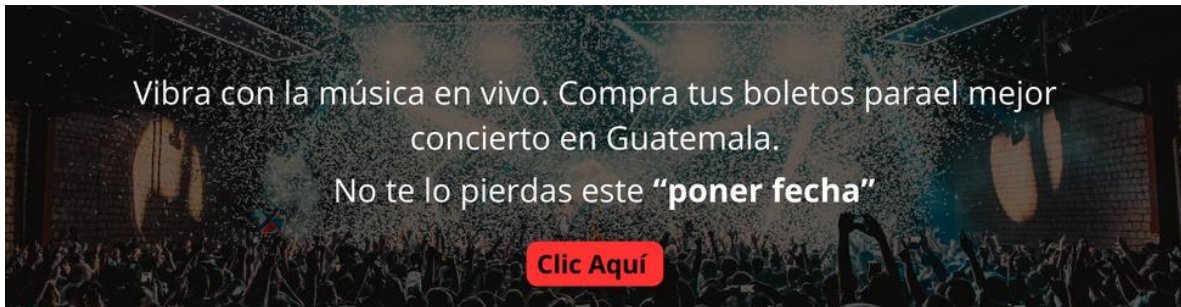 Vibra con la música en vivo. Compra tus boletos parael mejor
concierto en Guatemala.
No te lo pierdas este “poner fecha”
Clic Aquí